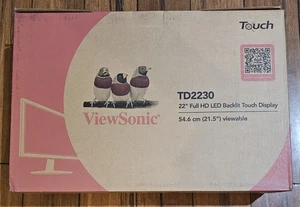 Touch
ViewSonic®
TD2230
22" Full HD LED Backlit Touch Display
54.6 cm (21.5") viewable